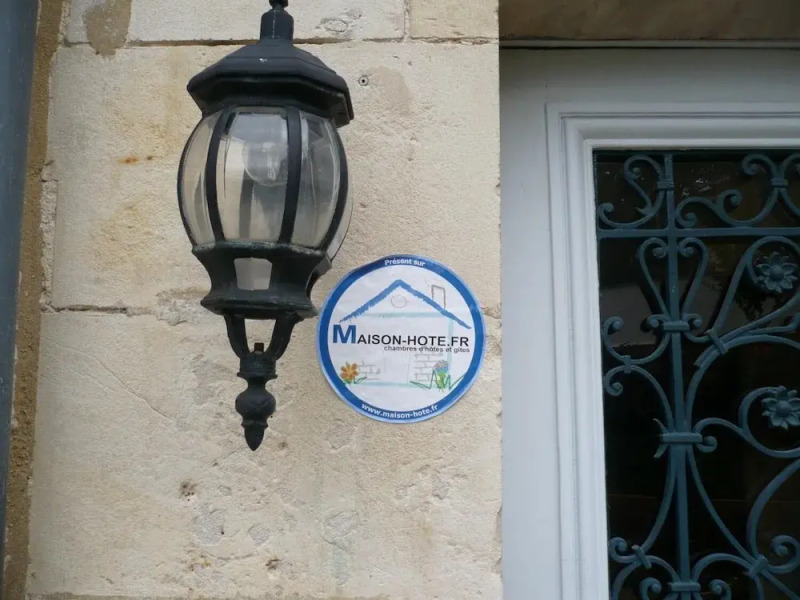 Présent sur
MAISON-HOTE.FR
chambres d'hôtes et gîtes
www.maison-hote.fr